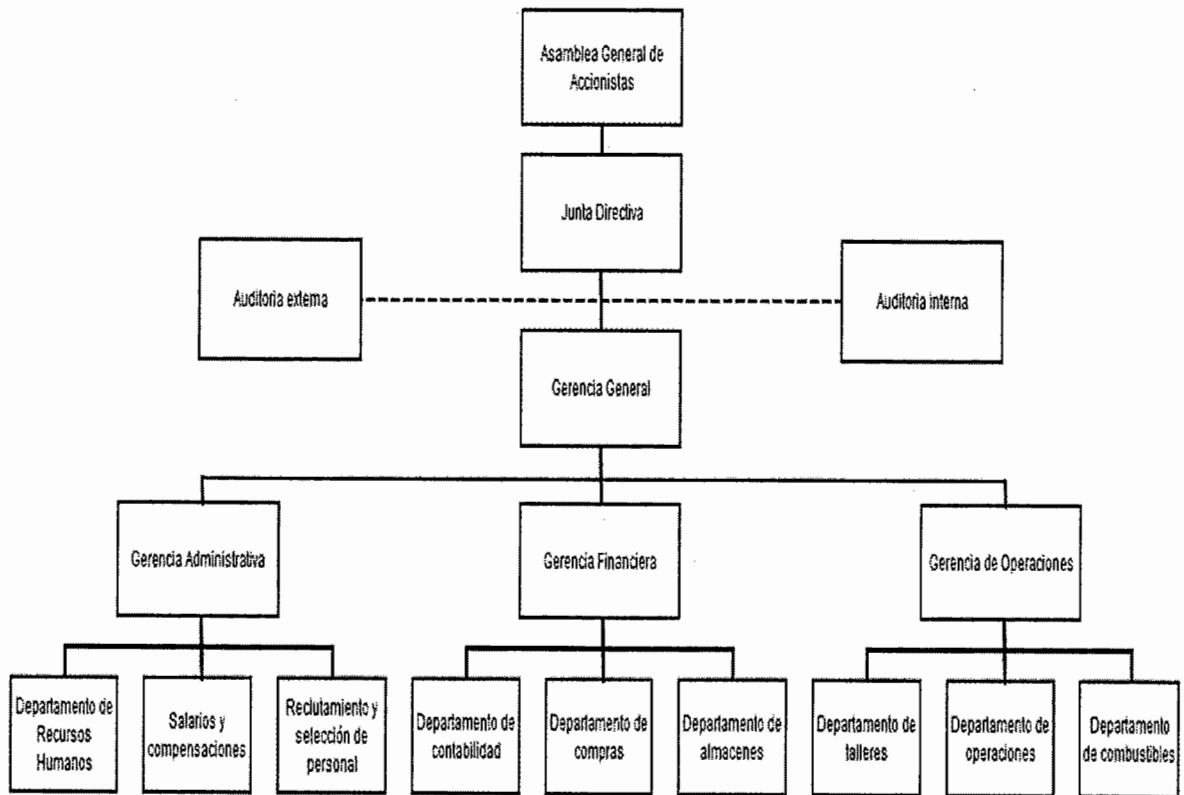 Asamblea General de
Accionistas
Junta Directiva
Auditoria externa
Auditoria interna
Gerencia General
Gerencia Administrativa
Gerencia Financiera
Gerencia de Operaciones
Departamento de
Recursos
Humanos
Salarios y
compensaciones
Reclutamiento y
selección de
personal
Departamento de
contabilidad
Departamento de
compras
Departamento de
almacenes
Departamento de
talleres
Departamento de
operaciones
Departamento
de combustibles